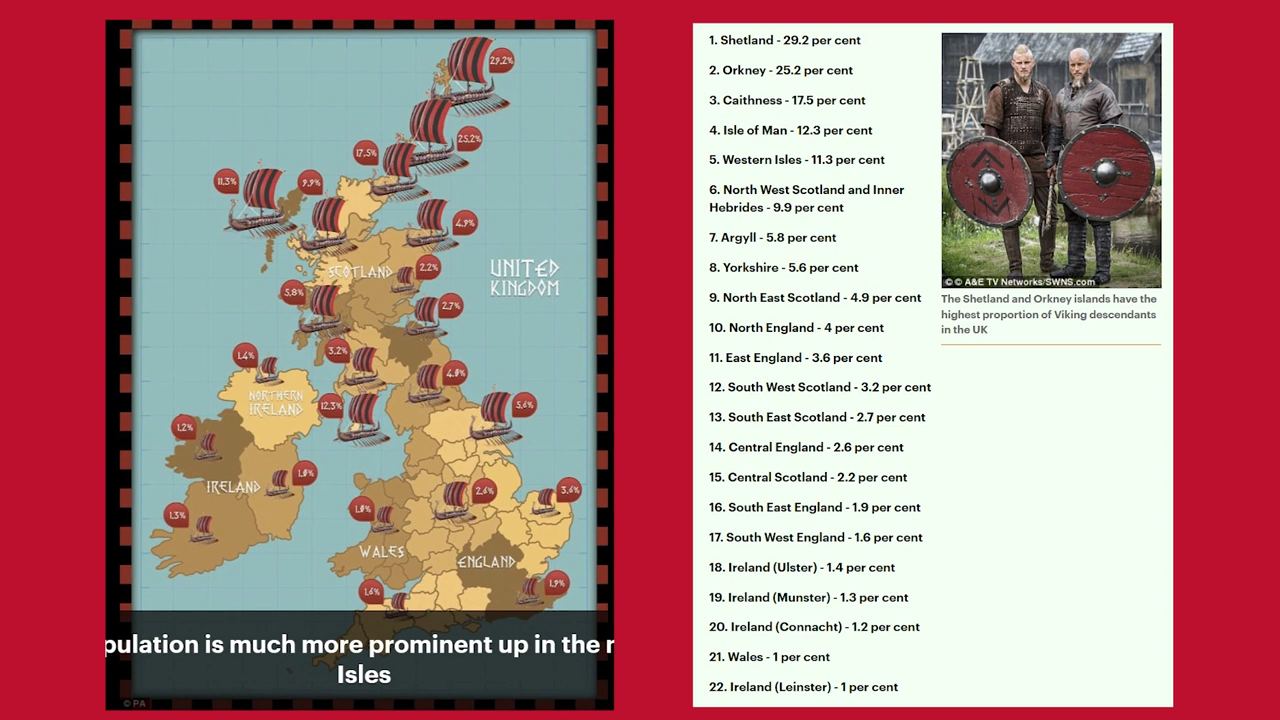 29,2%
25,2%
17,5%
11,3%
9,9%
4,9%
UNITED
KINGDOM
SCOTLAND
2,2%
5,8%
2,7%
1,4%
3,2%
4,0%
NORTHERN
IRELAND
12,3%
5,6%
1,2%
1,0%
IRELAND
2,6%
3,6%
1,3%
1,0%
WALES
ENGLAND
1,6%
1,9%
pulation is much more prominent up in the
Isles
© PA
1. Shetland - 29.2 per cent
2. Orkney - 25.2 per cent
3. Caithness - 17.5 per cent
4. Isle of Man - 12.3 per cent
5. Western Isles - 11.3 per cent
6. North West Scotland and Inner
Hebrides - 9.9 per cent
7. Argyll - 5.8 per cent
8. Yorkshire - 5.6 per cent
9. North East Scotland - 4.9 per cent
10. North England - 4 per cent
11. East England - 3.6 per cent
12. South West Scotland - 3.2 per cent
13. South East Scotland - 2.7 per cent
14. Central England - 2.6 per cent
15. Central Scotland - 2.2 per cent
16. South East England - 1.9 per cent
17. South West England - 1.6 per cent
18. Ireland (Ulster) - 1.4 per cent
19. Ireland (Munster) - 1.3 per cent
20. Ireland (Connacht) - 1.2 per cent
21. Wales - 1 per cent
22. Ireland (Leinster) - 1 per cent
© © A&E TV Networks/SWNS.com
The Shetland and Orkney islands have the
highest proportion of Viking descendants
in the UK